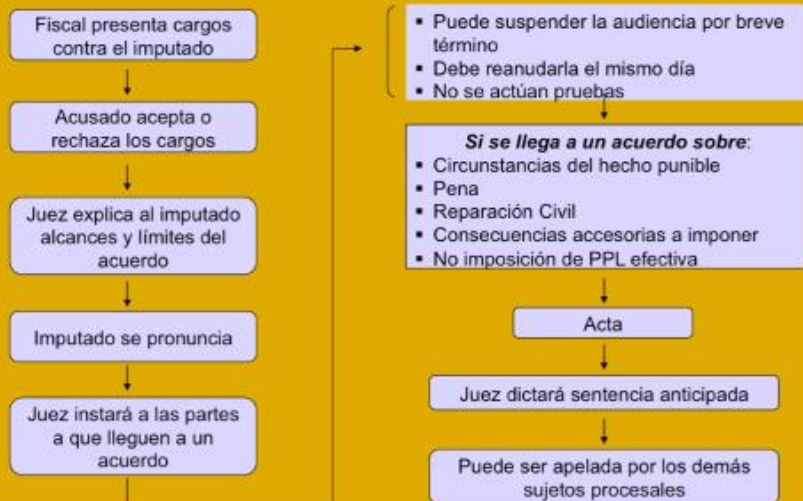 Fiscal presenta cargos
contra el imputado
Acusado acepta o
rechaza los cargos
Juez explica al imputado
alcances y límites del
acuerdo
Imputado se pronuncia
Juez instará a las partes
a que lleguen a un
acuerdo
▪ Puede suspender la audiencia por breve
término
▪ Debe reanudarla el mismo día
▪ No se actúan pruebas
Si se llega a un acuerdo sobre:
▪ Circunstancias del hecho punible
▪ Pena
▪ Reparación Civil
▪ Consecuencias accesorias a imponer
▪ No imposición de PPL efectiva
Acta
Juez dictará sentencia anticipada
Puede ser apelada por los demás
sujetos procesales